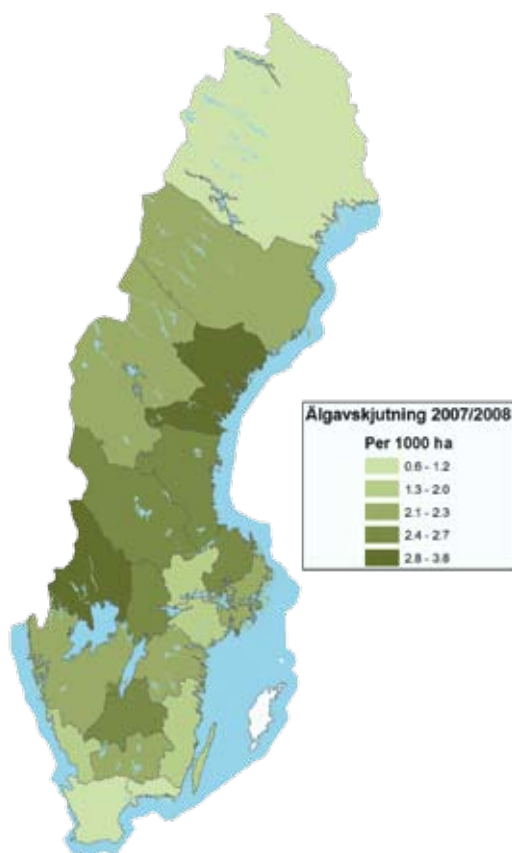 Älgavskjutning 2007/2008
Per 1000 ha
0.6 - 1.2
1.3 - 2.0
2.1 - 2.3
2.4 - 2.7
2.8 - 3.6